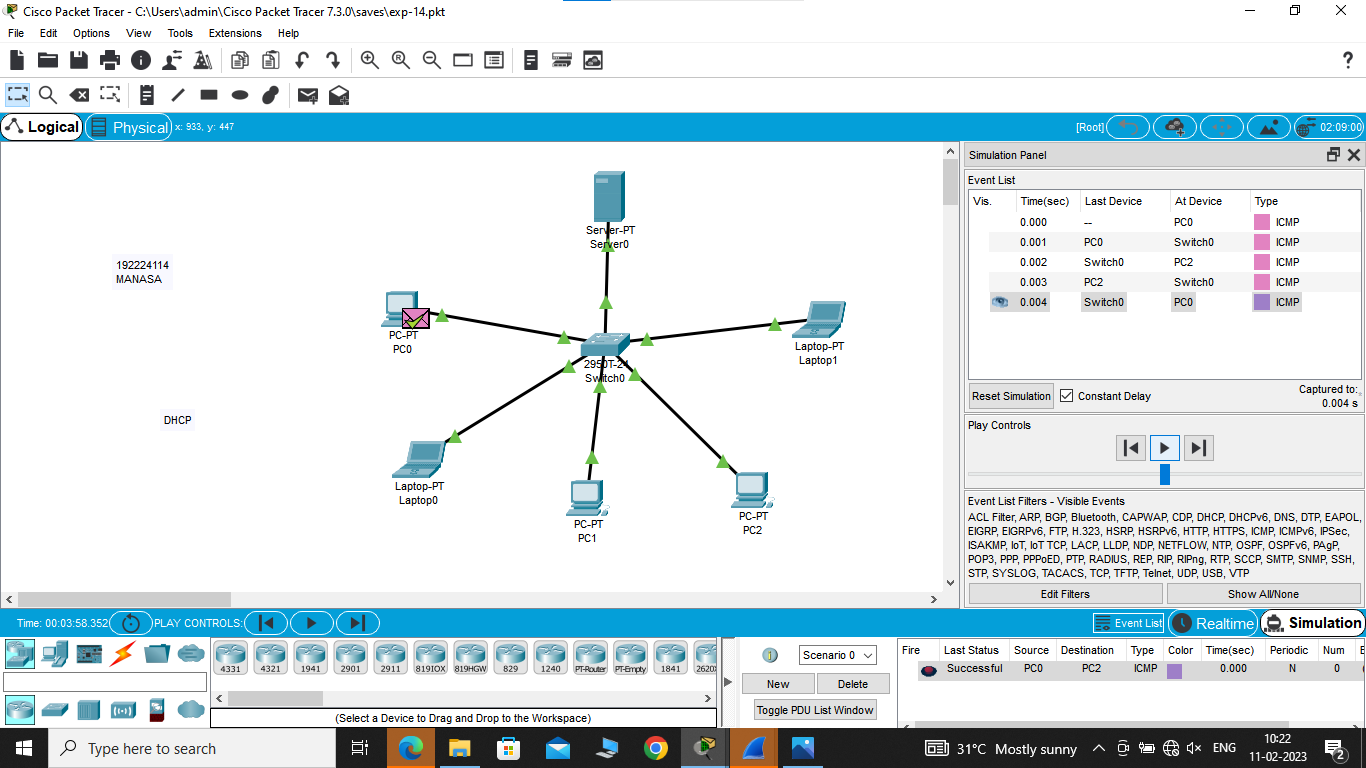 Cisco Packet Tracer - C:\Users\admin\Cisco Packet Tracer 7.3.0\saves\exp-14.pkt
File Edit Options View Tools Extensions Help
?
Logical Physical x: 933, y: 447 [Root] 02:09:00
Server-PT
Server0
192224114
MANASA
PC-PT
PC0
2950T-24
Switch0
Laptop-PT
Laptop1
DHCP
Laptop-PT
Laptop0
PC-PT
PC1
PC-PT
PC2
Simulation Panel
Event List
Vis. Time(sec) Last Device At Device Type
0.000 -- PC0 ICMP
0.001 PC0 Switch0 ICMP
0.002 Switch0 PC2 ICMP
0.003 PC2 Switch0 ICMP
0.004 Switch0 PC0 ICMP
Reset Simulation Constant Delay Captured to:
0.004 s
Play Controls
Event List Filters - Visible Events
ACL Filter, ARP, BGP, Bluetooth, CAPWAP, CDP, DHCP, DHCPv6, DNS, DTP, EAPOL,
EIGRP, EIGRPv6, FTP, H.323, HSRP, HSRPv6, HTTP, HTTPS, ICMP, ICMPv6, IPSec,
ISAKMP, IoT, IoT TCP, LACP, LLDP, NDP, NETFLOW, NTP, OSPF, OSPFv6, PAgP,
POP3, PPP, PPPoED, PTP, RADIUS, REP, RIP, RIPng, RTP, SCCP, SMTP, SNMP, SSH,
STP, SYSLOG, TACACS, TCP, TFTP, Telnet, UDP, USB, VTP
Edit Filters Show All/None
Time: 00:03:58.352 PLAY CONTROLS: Event List Realtime Simulation
4331 4321 1941 2901 2911 819IOX 819HGW 829 1240 PT-Router PT-Empty 1841 2620X
(Select a Device to Drag and Drop to the Workspace)
Scenario 0
New Delete
Toggle PDU List Window
Fire Last Status Source Destination Type Color Time(sec) Periodic Num E
Successful PC0 PC2 ICMP 0.000 N 0 (
Type here to search
31°C Mostly sunny ENG 10:22
11-02-2023
2